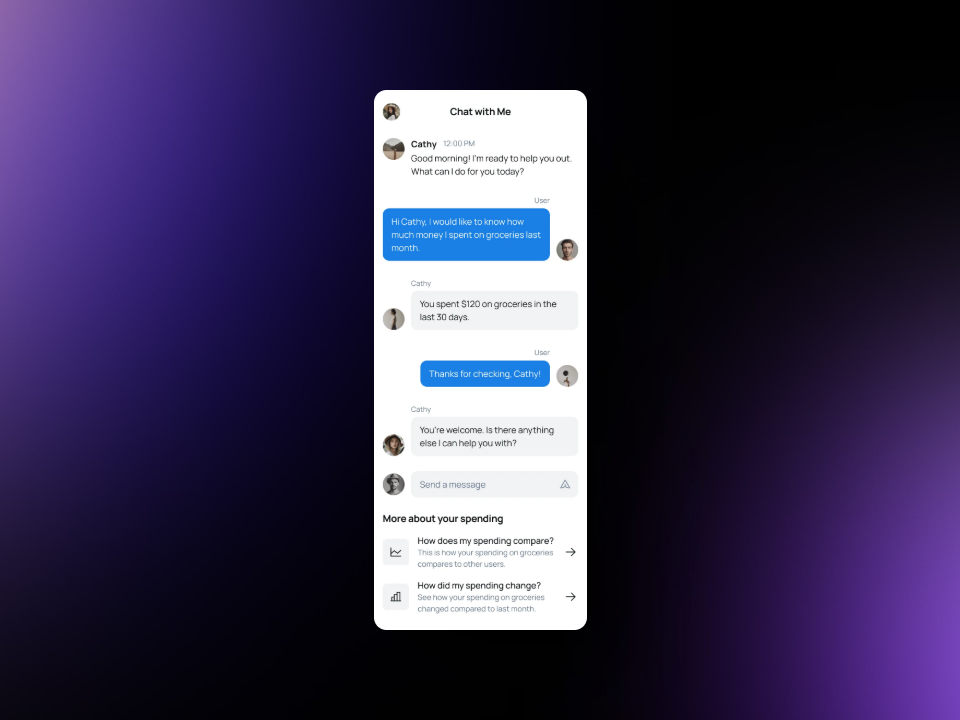 Chat with Me
Cathy 12:00 PM
Good morning! I'm ready to help you out.
What can I do for you today?
User
Hi Cathy, I would like to know how
much money I spent on groceries last
month.
Cathy
You spent $120 on groceries in the
last 30 days.
User
Thanks for checking, Cathy!
Cathy
You're welcome. Is there anything
else I can help you with?
Send a message
More about your spending
How does my spending compare?
This is how your spending on groceries
compares to other users.
How did my spending change?
See how your spending on groceries
changed compared to last month.